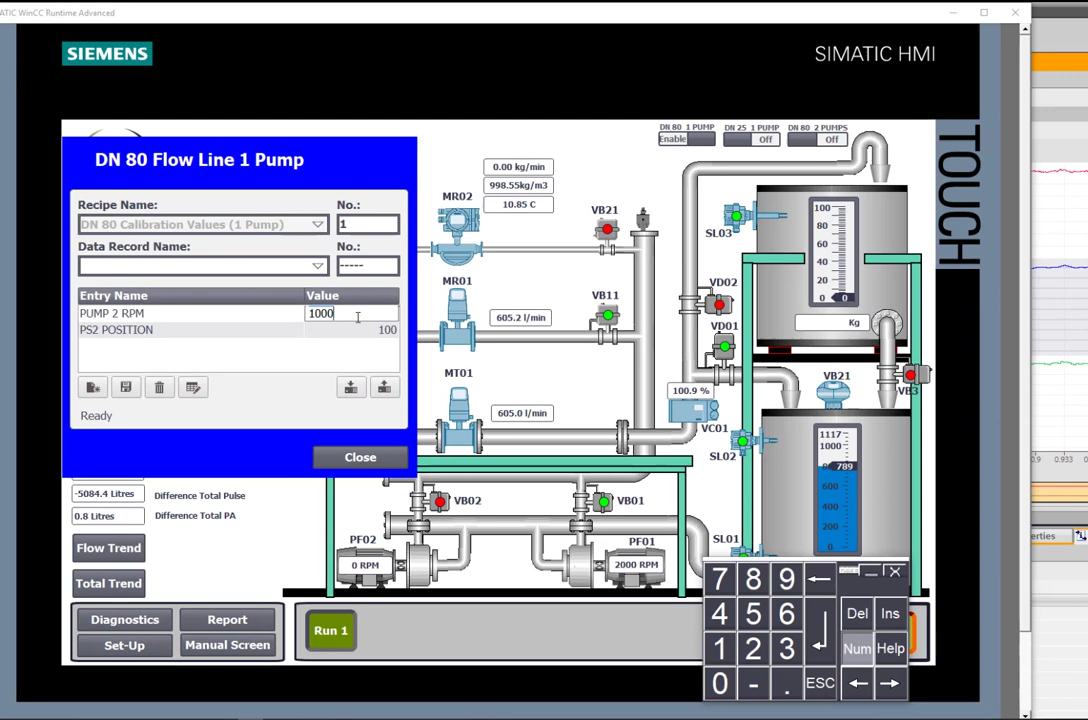 ATIC WinCC Runtime Advanced
SIEMENS
SIMATIC HMI
TOUCH
DN 80 Flow Line 1 Pump
Recipe Name:
No.:
DN 80 Calibration Values (1 Pump)
1
Data Record Name:
No.:
-----
Entry Name
Value
PUMP 2 RPM
1000
PS2 POSITION
100
Ready
Close
DN 80 1 PUMP
Enable
DN 25 1 PUMP
Off
DN 80 2 PUMPS
Off
0.00 kg/min
998.55kg/m3
10.85 C
MR02
VB21
MR01
605.2 l/min
VB11
MT01
605.0 l/min
SL03
100
80
60
40
20
0
0
Kg
VD02
VD01
100.9 %
VC01
VB21
VB3
SL02
1117
1000
789
600
400
200
0
SL01
VB02
VB01
PF02
0 RPM
PF01
2000 RPM
-5084.4 Litres
Difference Total Pulse
0.8 Litres
Difference Total PA
Flow Trend
Total Trend
Diagnostics
Report
Set-Up
Manual Screen
Run 1
7 8 9
4 5 6 Del Ins
1 2 3 Num Help
0 - . ESC
0.933
erties